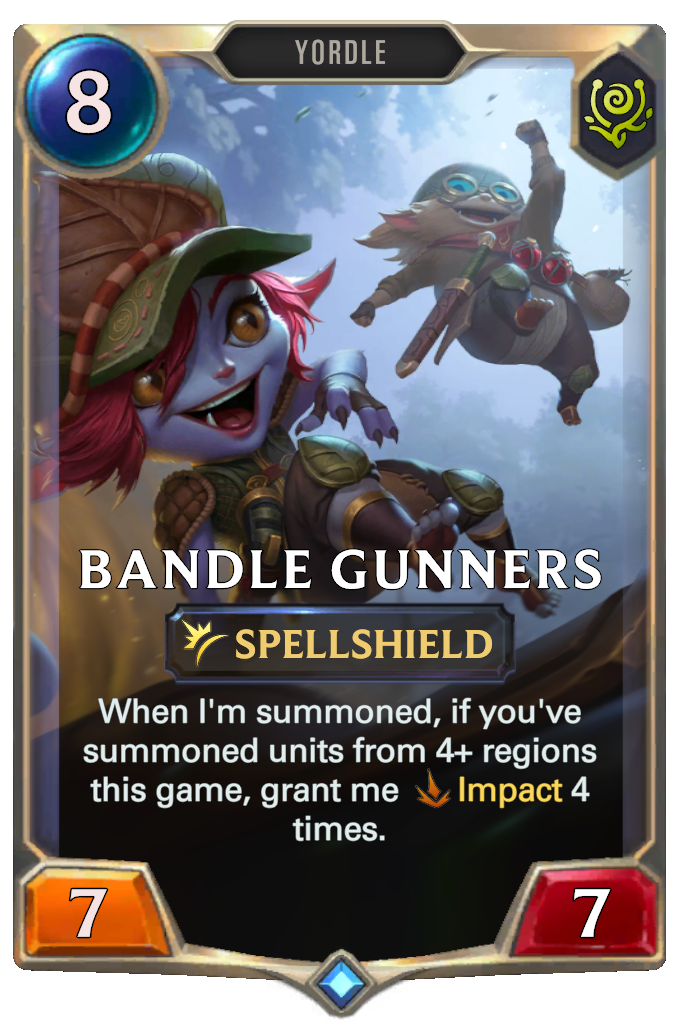 YORDLE
8
BANDLE GUNNERS
SPELLSHIELD
When I'm summoned, if you've
summoned units from 4+ regions
this game, grant me Impact 4
times.
7
7